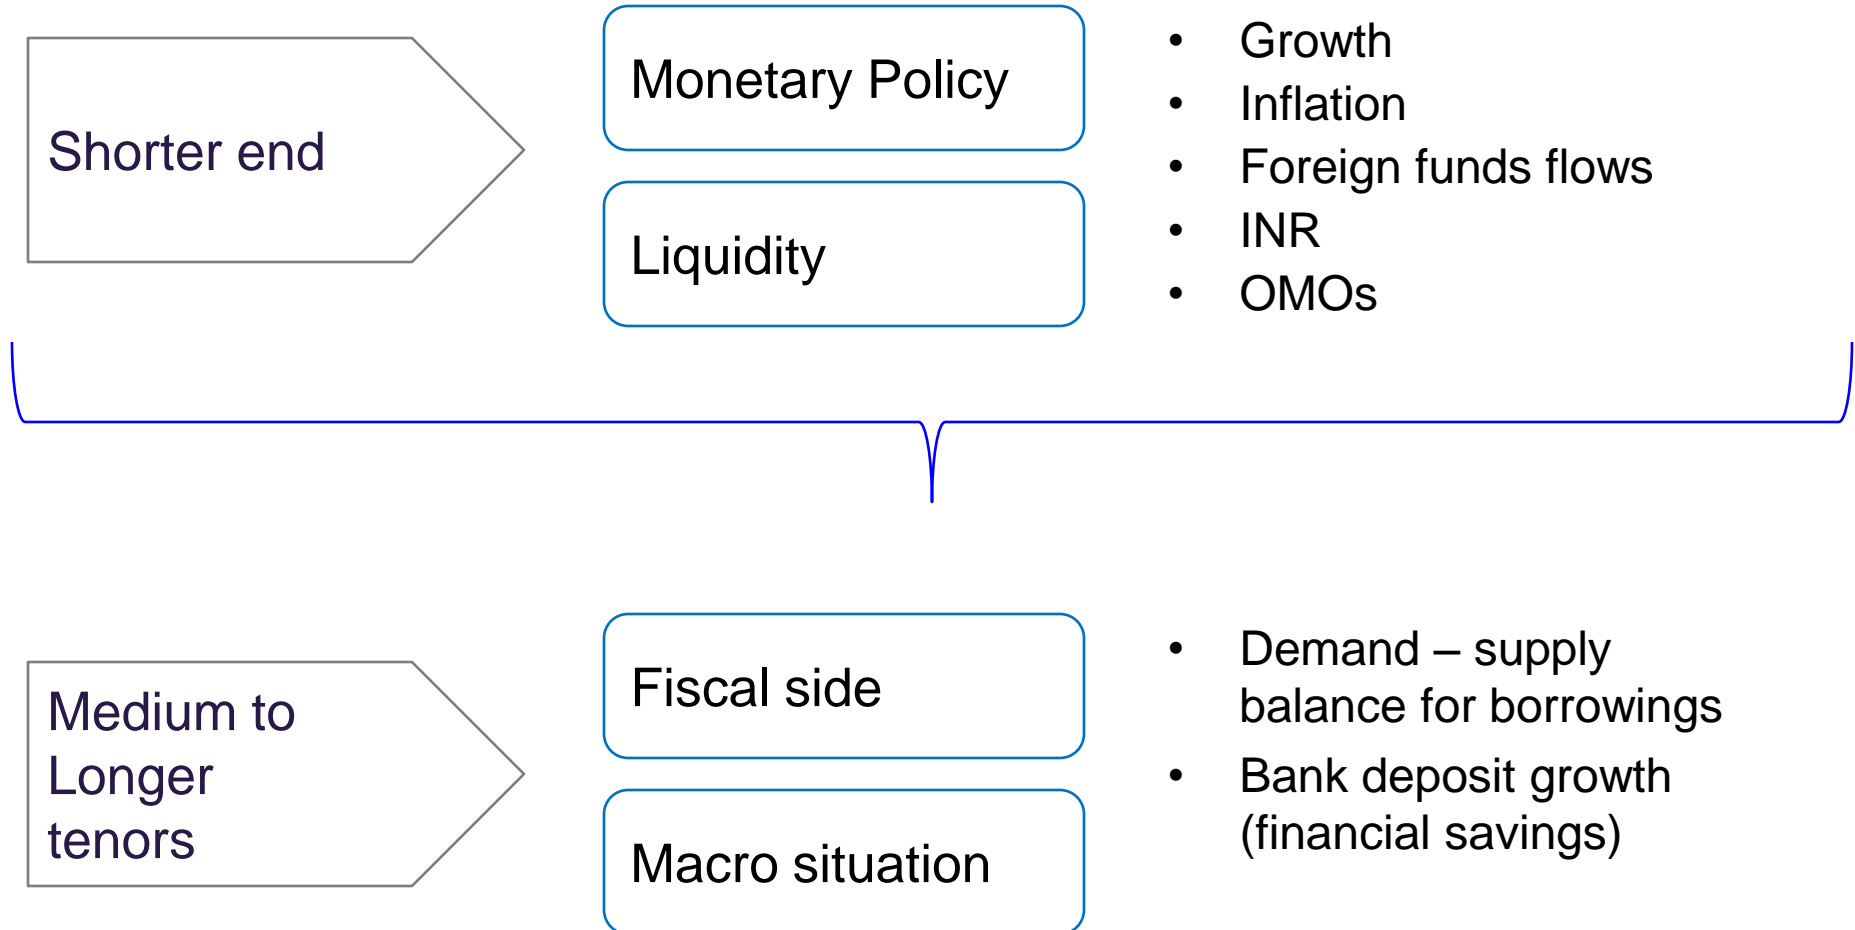 Shorter end
Monetary Policy
Liquidity
• Growth
• Inflation
• Foreign funds flows
• INR
• OMOs
Medium to
Longer
tenors
Fiscal side
Macro situation
• Demand – supply
balance for borrowings
• Bank deposit growth
(financial savings)